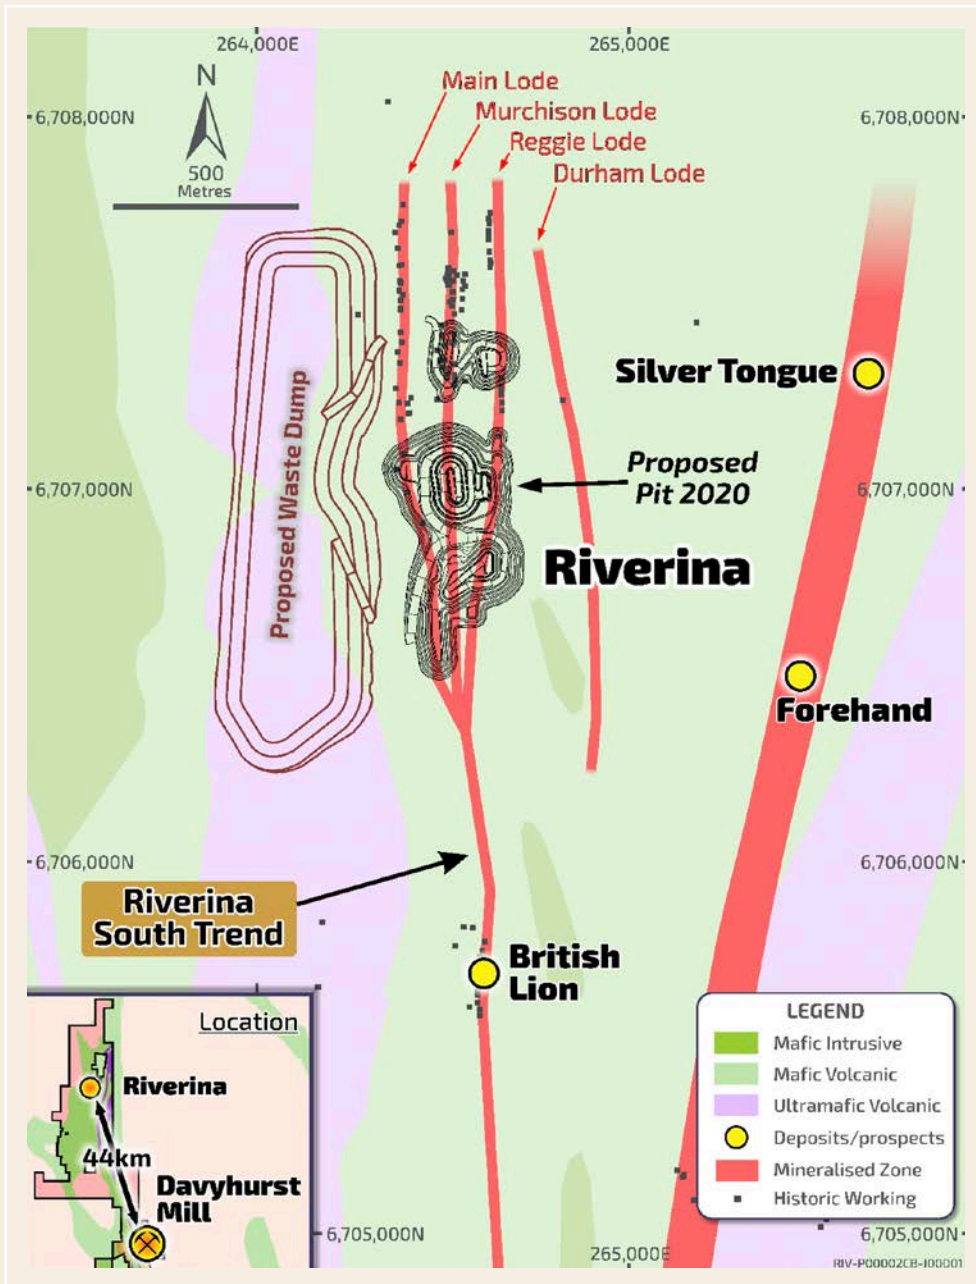 264,000E
265,000E
N
500
Metres
6,708,000N
6,708,000N
Main Lode
Murchison Lode
Reggie Lode
Durham Lode
Silver Tongue
Proposed Waste Dump
Proposed
Pit 2020
6,707,000N
6,707,000N
Riverina
Forehand
6,706,000N
6,706,000N
Riverina
South Trend
British
Lion
Location
Riverina
44km
Davyhurst
Mill
LEGEND
Mafic Intrusive
Mafic Volcanic
Ultramafic Volcanic
Deposits/prospects
Mineralised Zone
Historic Working
6,705,000N
265,000E
6,705,000N
RIV-P00002CB-J00001